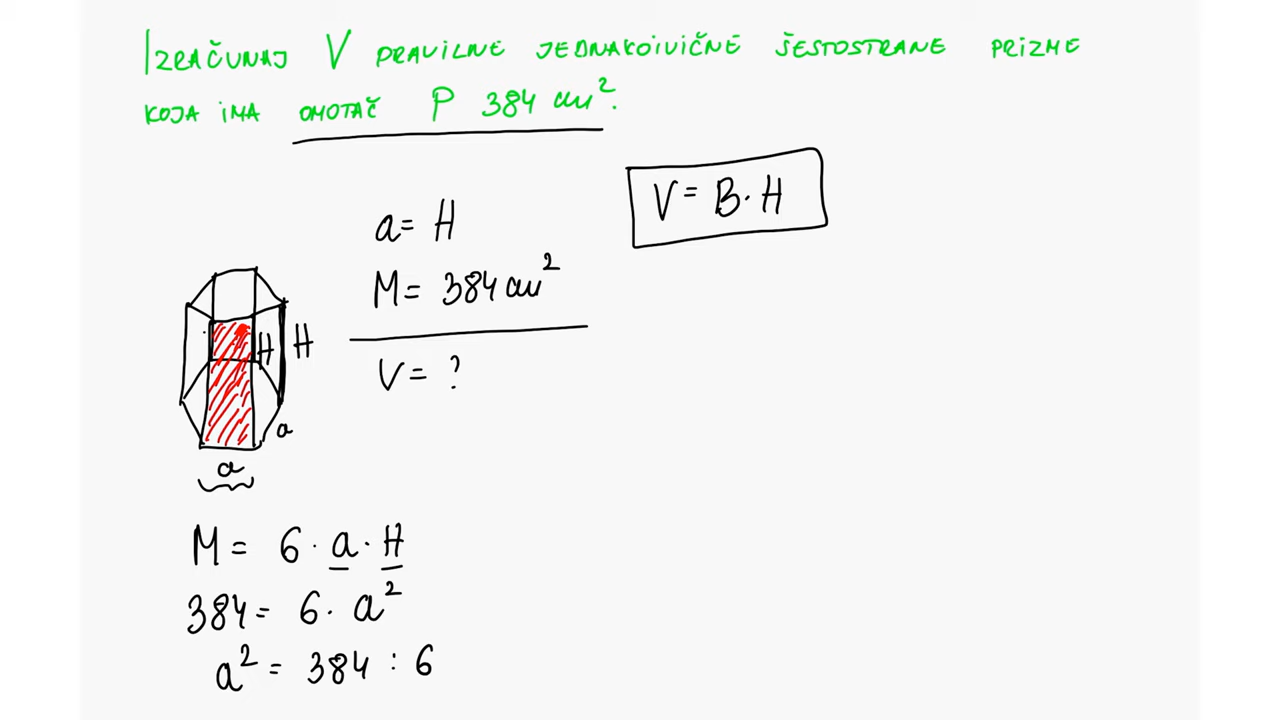 IZRAČUNAJ V PRAVILNE JEDNAKOIVIČNE ŠESTOSTRANE PRIZME
KOJA IMA OMOTAČ P 384 cm².
V = B · H
a = H
M = 384 cm²
V = ?
H
H
a
a
M = 6 · a · H
384 = 6 · a²
a² = 384 : 6